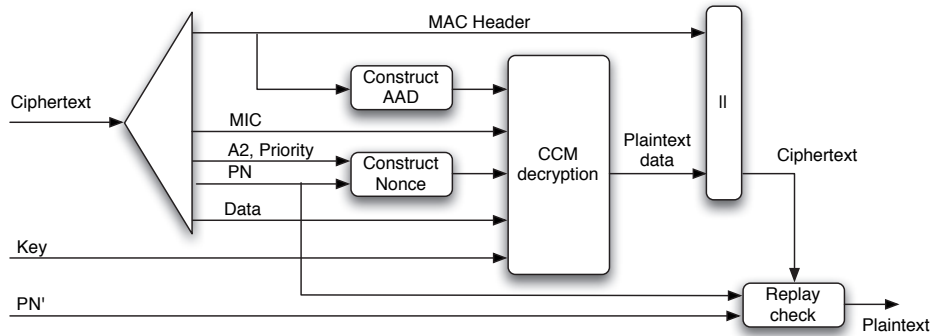 MAC Header
Construct
AAD
Ciphertext
II
MIC
A2, Priority
PN
Construct
Nonce
CCM
decryption
Plaintext
data
Ciphertext
Data
Key
PN'
Replay
check
Plaintext